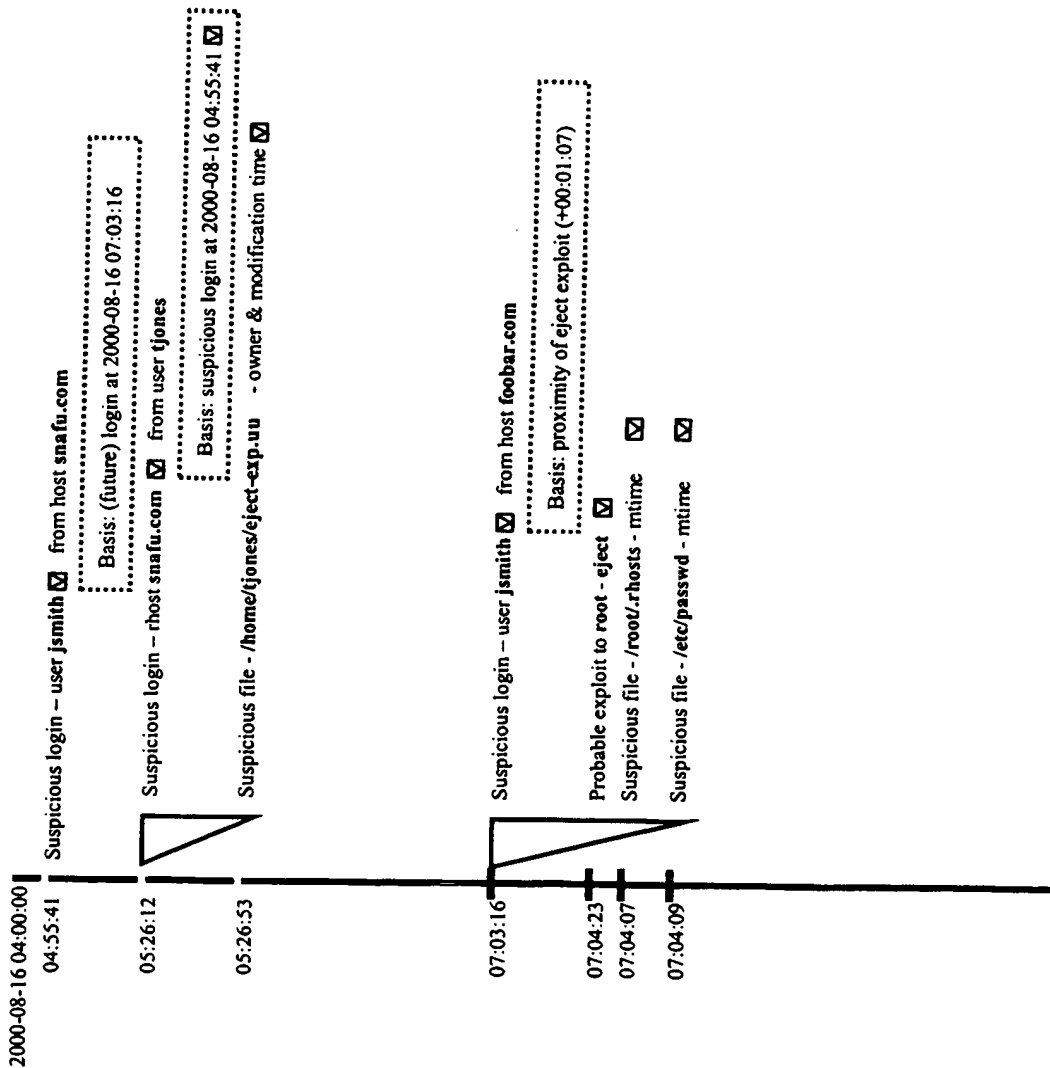 2000-08-16 04:00:00
04:55:41
Suspicious login – user jsmith ☑ from host snafu.com
Basis: (future) login at 2000-08-16 07:03:16
05:26:12
Suspicious login – rhost snafu.com ☑ from user tjones
Basis: suspicious login at 2000-08-16 04:55:41 ☑
05:26:53
Suspicious file - /home/tjones/eject-exp.uu - owner & modification time ☑
07:03:16
Suspicious login – user jsmith ☑ from host foobar.com
Basis: proximity of eject exploit (+00:01:07)
07:04:23
Probable exploit to root - eject ☑
07:04:07
Suspicious file - /root/.rhosts - mtime ☑
07:04:09
Suspicious file - /etc/passwd - mtime ☑